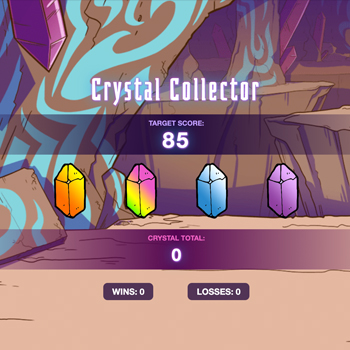 Crystal Collector
TARGET SCORE:
85
CRYSTAL TOTAL:
0
WINS: 0 LOSSES: 0